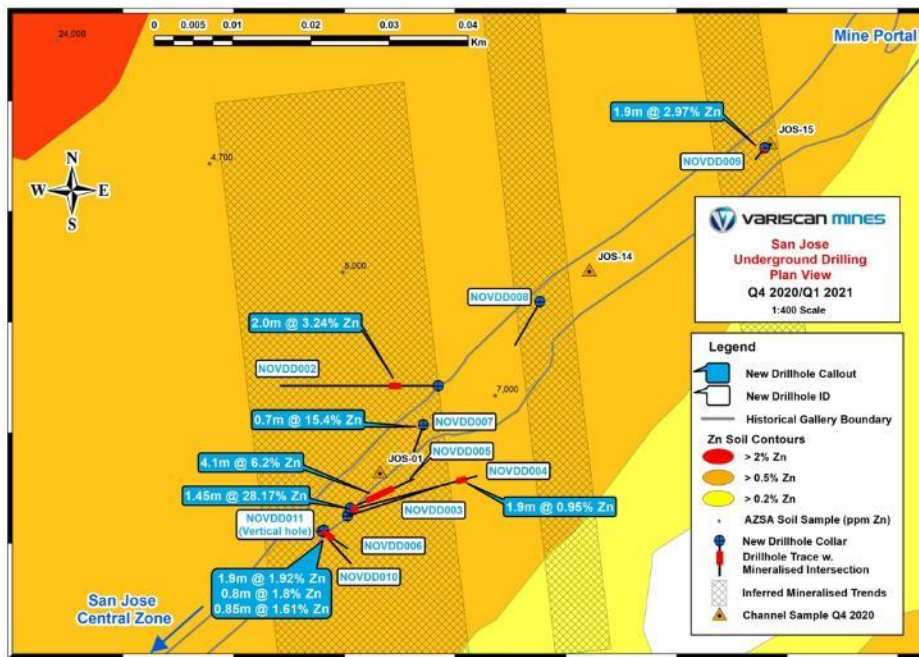 24,000
0 0.005 0.01 0.02 0.03 0.04
Km
Mine Portal
1.9m @ 2.97% Zn
JOS-15
NOVDD009
4,700
N
W E
S
VARISCAN MINES
San Jose
Underground Drilling
Plan View
Q4 2020/Q1 2021
1:400 Scale
JOS-14
5,000
NOVDD008
2.0m @ 3.24% Zn
NOVDD002
7,000
0.7m @ 15.4% Zn
NOVDD007
NOVDD005
JOS-01
4.1m @ 6.2% Zn
NOVDD004
1.45m @ 28.17% Zn
NOVDD003
1.9m @ 0.95% Zn
NOVDD011
(Vertical hole)
NOVDD006
NOVDD010
1.9m @ 1.92% Zn
0.8m @ 1.8% Zn
0.85m @ 1.61% Zn
San Jose
Central Zone
Legend
New Drillhole Callout
New Drillhole ID
Historical Gallery Boundary
Zn Soil Contours
> 2% Zn
> 0.5% Zn
> 0.2% Zn
AZSA Soil Sample (ppm Zn)
New Drillhole Collar
Drillhole Trace w.
Mineralised Intersection
Inferred Mineralised Trends
Channel Sample Q4 2020